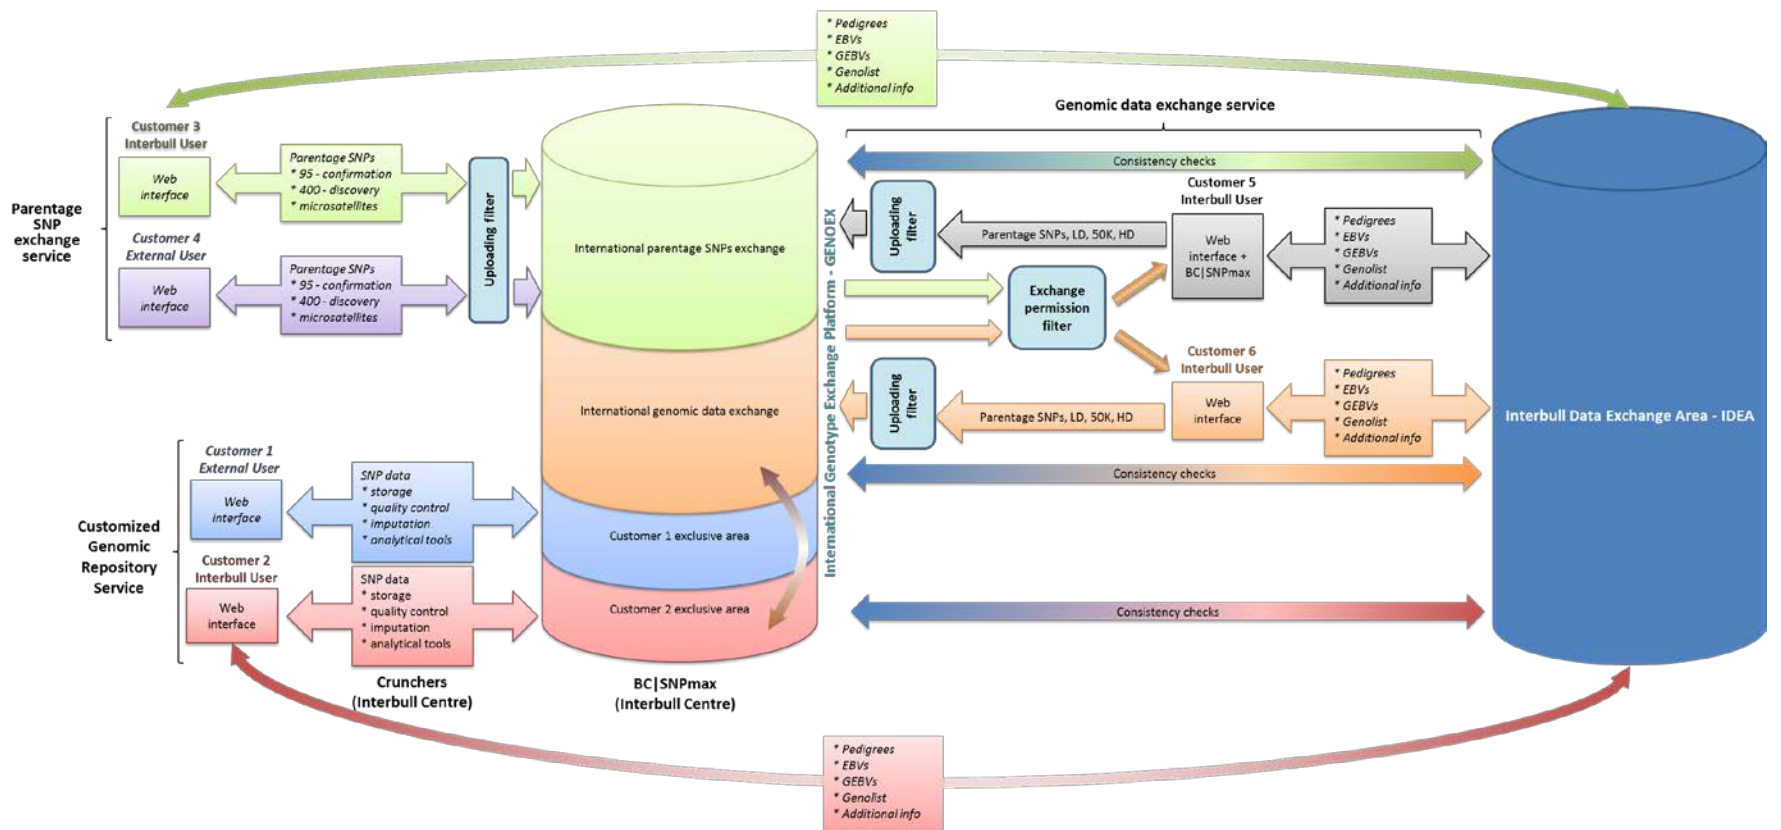 * Pedigrees
* EBVs
* GEBVs
* Genolist
* Additional info
Parentage
SNP
exchange
service
Customer 3
Interbull User
Web
interface
Parentage SNPs
* 95 - confirmation
* 400 - discovery
* microsatellites
Customer 4
External User
Web
interface
Parentage SNPs
* 95 - confirmation
* 400 - discovery
* microsatellites
Uploading filter
International parentage SNPs exchange
International genomic data exchange
Customer 1 exclusive area
Customer 2 exclusive area
BC|SNPmax
(Interbull Centre)
Customized
Genomic
Repository
Service
Customer 1
External User
Web
interface
SNP data
* storage
* quality control
* imputation
* analytical tools
Customer 2
Interbull User
Web
interface
SNP data
* storage
* quality control
* imputation
* analytical tools
Crunchers
(Interbull Centre)
International Genotype Exchange Platform - GENOEX
Genomic data exchange service
Consistency checks
Uploading
filter
Parentage SNPs, LD, 50K, HD
Customer 5
Interbull User
Web
interface +
BC|SNPmax
* Pedigrees
* EBVs
* GEBVs
* Genolist
* Additional info
Exchange
permission
filter
Uploading
filter
Parentage SNPs, LD, 50K, HD
Customer 6
Interbull User
Web
interface
* Pedigrees
* EBVs
* GEBVs
* Genolist
* Additional info
Consistency checks
Consistency checks
Interbull Data Exchange Area - IDEA
* Pedigrees
* EBVs
* GEBVs
* Genolist
* Additional info